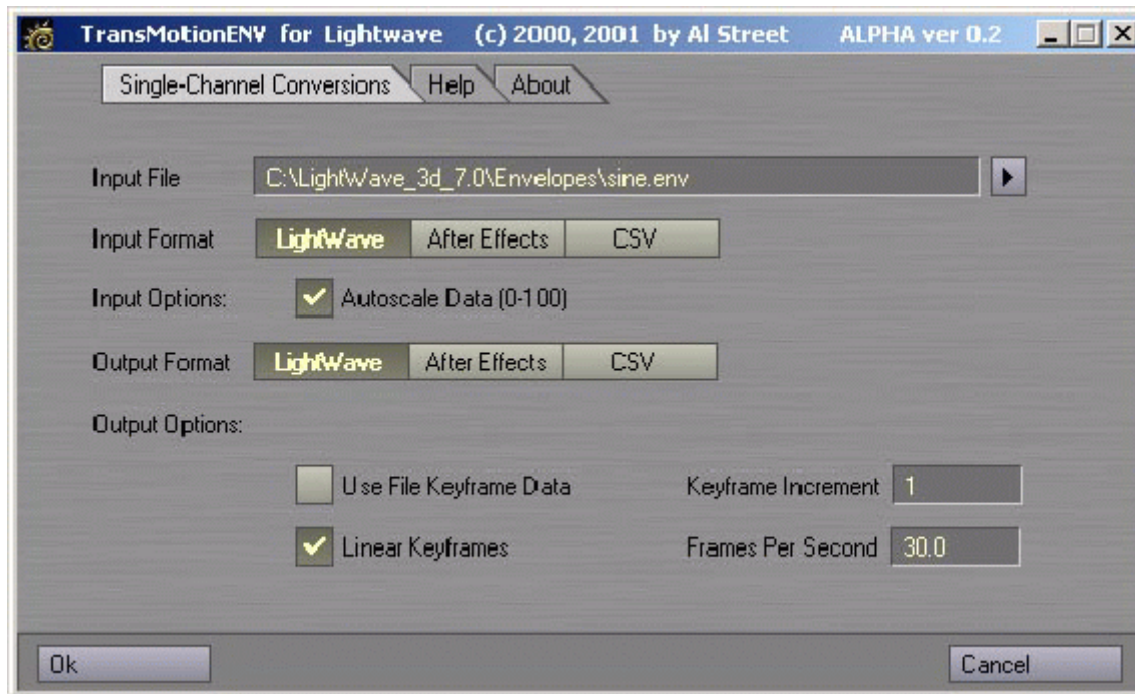 TransMotionENV for Lightwave (c) 2000, 2001 by Al Street ALPHA ver 0.2
Single-Channel Conversions Help About
Input File C:\LightWave_3d_7.0\Envelopes\sine.env
Input Format LightWave After Effects CSV
Input Options: Autoscale Data (0-100)
Output Format LightWave After Effects CSV
Output Options:
Use File Keyframe Data Keyframe Increment 1
Linear Keyframes Frames Per Second 30.0
Ok Cancel